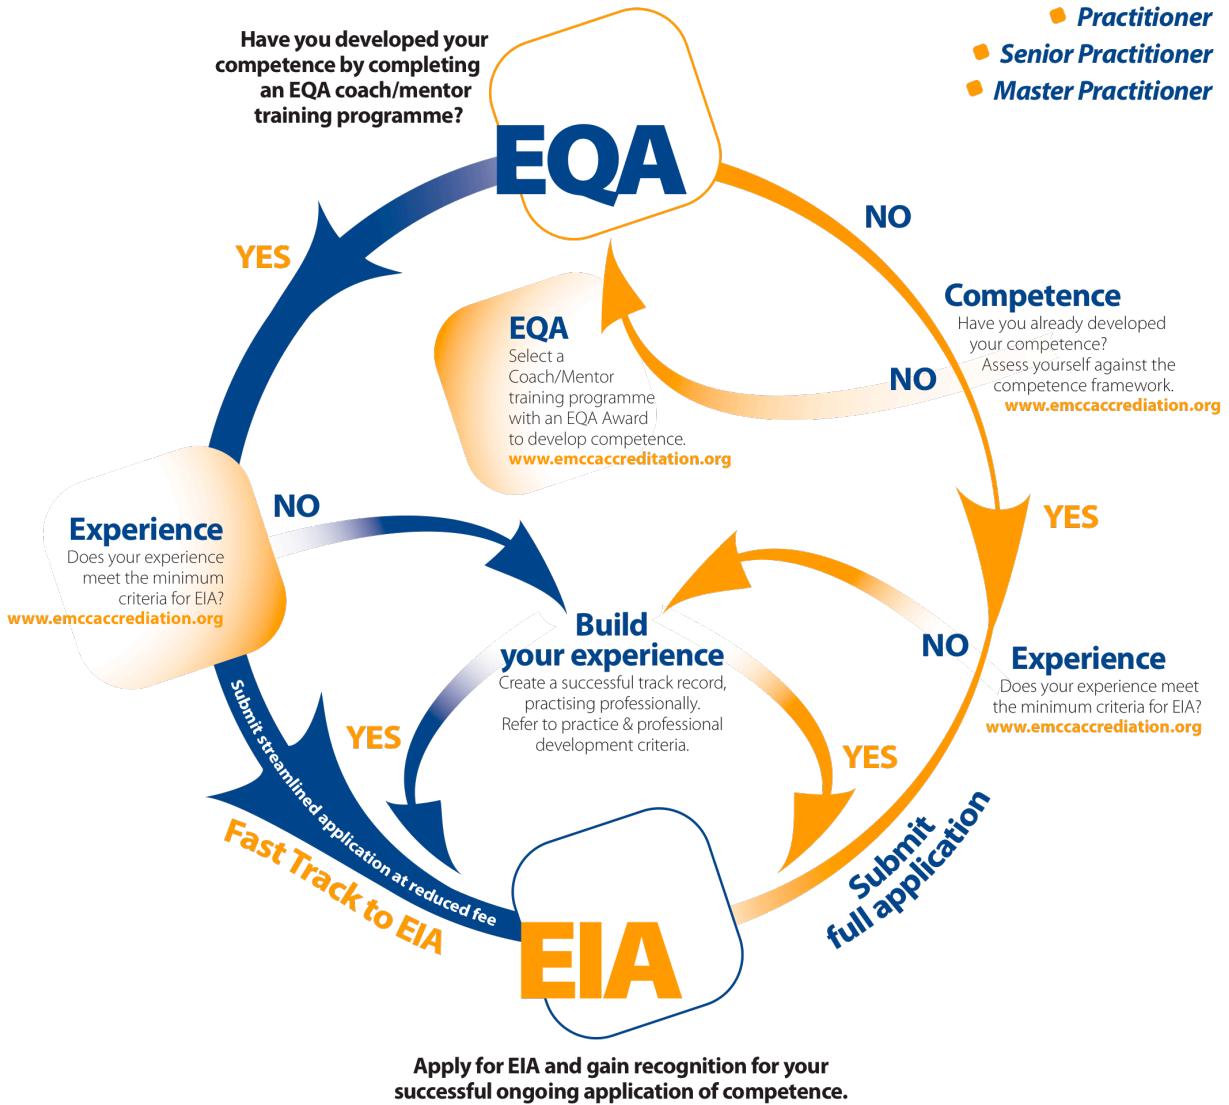 Practitioner
Senior Practitioner
Master Practitioner
Have you developed your
competence by completing
an EQA coach/mentor
training programme?
EQA
NO
YES
Competence
Have you already developed
your competence?
Assess yourself against the
competence framework.
www.emccaccrediation.org
NO
EQA
Select a
Coach/Mentor
training programme
with an EQA Award
to develop competence.
www.emccaccreditation.org
YES
NO
Experience
Does your experience
meet the minimum
criteria for EIA?
www.emccaccrediation.org
Build
your experience
Create a successful track record,
practising professionally.
Refer to practice & professional
development criteria.
NO
Experience
Does your experience meet
the minimum criteria for EIA?
www.emccaccrediation.org
YES
YES
Submit streamlined application at reduced fee
Fast Track to EIA
Submit
full application
EIA
Apply for EIA and gain recognition for your
successful ongoing application of competence.